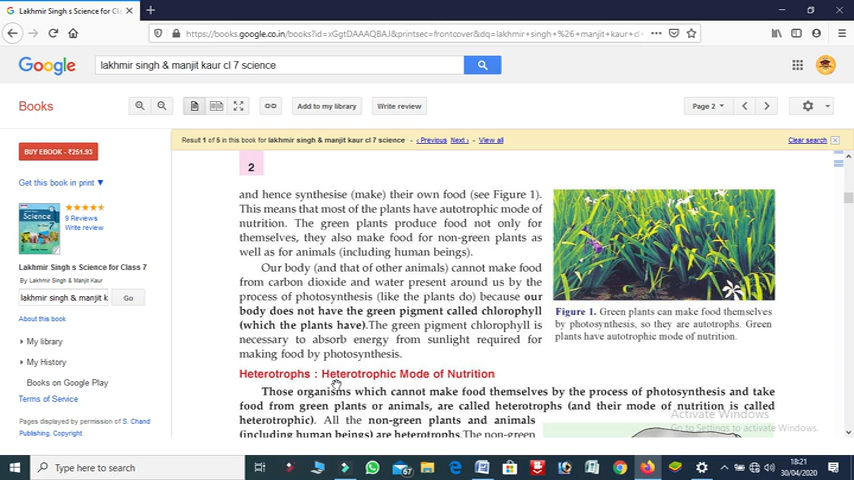 Lakhmir Singh's Science for Cl
https://books.google.co.in/books?id=xGgtDAAAQBAJ&printsec=frontcover&dq=lakhmir+singh+%26+manjit+kaur+cl
Google
lakhmir singh & manjit kaur cl 7 science
Books
Add to my library
Write review
Page 2
BUY EBOOK - ₹251.93
Get this book in print ▼
9 Reviews
Write review
Lakhmir Singh s Science for Class 7
By Lakhmir Singh & Manjit Kaur
lakhmir singh & manjit k
Go
About this book
My library
My History
Books on Google Play
Terms of Service
Pages displayed by permission of S. Chand
Publishing. Copyright.
Result 1 of 5 in this book for lakhmir singh & manjit kaur cl 7 science - ‹ Previous Next › - View all
Clear search
2
and hence synthesise (make) their own food (see Figure 1).
This means that most of the plants have autotrophic mode of
nutrition. The green plants produce food not only for
themselves, they also make food for non-green plants as
well as for animals (including human beings).
Our body (and that of other animals) cannot make food
from carbon dioxide and water present around us by the
process of photosynthesis (like the plants do) because our
body does not have the green pigment called chlorophyll
(which the plants have).The green pigment chlorophyll is
necessary to absorb energy from sunlight required for
making food by photosynthesis.
Figure 1. Green plants can make food themselves
by photosynthesis, so they are autotrophs. Green
plants have autotrophic mode of nutrition.
Heterotrophs : Heterotrophic Mode of Nutrition
Those organisms which cannot make food themselves by the process of photosynthesis and take
food from green plants or animals, are called heterotrophs (and their mode of nutrition is called
heterotrophic). All the non-green plants and animals
(including human beings) are heterotrophs.The non-green
Activate Windows
Go to Settings to activate Windows.
Type here to search
67
18:21
30/04/2020